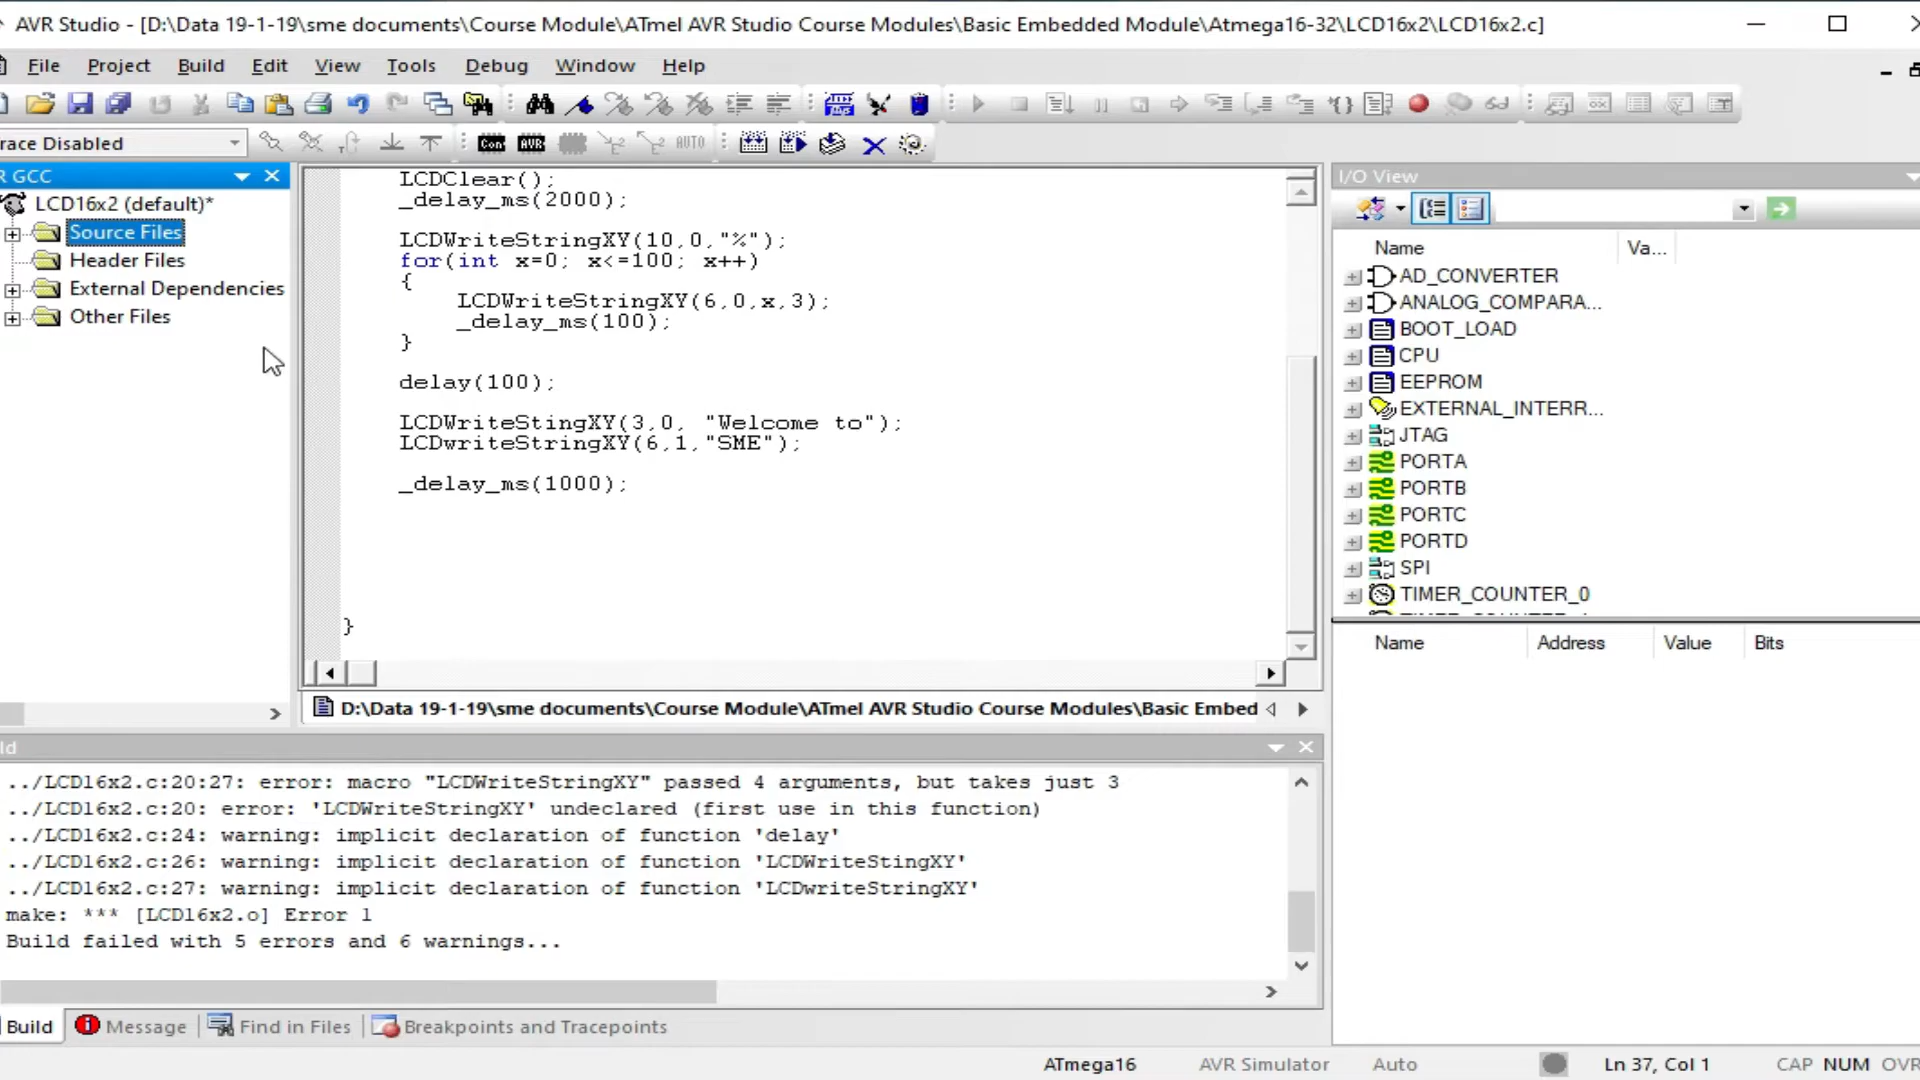 AVR Studio - [D:\Data 19-1-19\sme documents\Course Module\ATmel AVR Studio Course Modules\Basic Embedded Module\Atmega16-32\LCD16x2\LCD16x2.c]
File Project Build Edit View Tools Debug Window Help
race Disabled
Con AVR AUTO
R GCC
LCD16x2 (default)*
Source Files
Header Files
External Dependencies
Other Files
LCDClear();
_delay_ms(2000);
LCDWriteStringXY(10,0,"%");
for(int x=0; x<=100; x++)
{
LCDWriteStringXY(6,0,x,3);
_delay_ms(100);
}
delay(100);
LCDWriteStingXY(3,0, "Welcome to");
LCDwriteStringXY(6,1,"SME");
_delay_ms(1000);
}
D:\Data 19-1-19\sme documents\Course Module\ATmel AVR Studio Course Modules\Basic Embed
I/O View
Name Va...
AD_CONVERTER
ANALOG_COMPARA...
BOOT_LOAD
CPU
EEPROM
EXTERNAL_INTERR...
JTAG
PORTA
PORTB
PORTC
PORTD
SPI
TIMER_COUNTER_0
Name Address Value Bits
ld
../LCD16x2.c:20:27: error: macro "LCDWriteStringXY" passed 4 arguments, but takes just 3
../LCD16x2.c:20: error: 'LCDWriteStringXY' undeclared (first use in this function)
../LCD16x2.c:24: warning: implicit declaration of function 'delay'
../LCD16x2.c:26: warning: implicit declaration of function 'LCDWriteStingXY'
../LCD16x2.c:27: warning: implicit declaration of function 'LCDwriteStringXY'
make: *** [LCD16x2.o] Error 1
Build failed with 5 errors and 6 warnings...
Build Message Find in Files Breakpoints and Tracepoints
ATmega16 AVR Simulator Auto Ln 37, Col 1 CAP NUM OVR